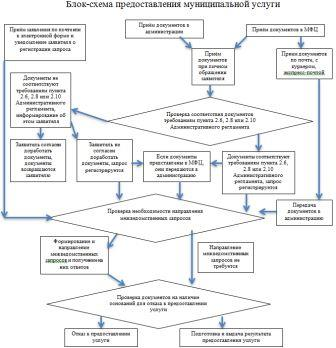 Блок-схема предоставления муниципальной услуги
Приём заявления по почте или
в электронной форме и
уведомление заявителя о
регистрации запроса
Приём документов в
администрации
Приём документов в МФЦ
Приём
документов
при личном
обращении
заявителя
Прием документов
по почте, с
курьером,
экспресс-почтой
Документы не
соответствуют
требованиям пункта
2.6, 2.8 или 2.10
Административного
регламента,
информирование об
этом заявителя
Проверка соответствия документов
требованиям пункта 2.6, 2.8 или 2.10
Административного регламента
Заявитель согласен
доработать
документы,
документы
возвращаются
заявителю
Заявитель не
согласен
доработать
документы, запрос
регистрируется
Если документы
представлены в МФЦ,
они передаются в
администрацию
Документы соответствуют
требованиям пункта 2.6,
2.8 или 2.10
Административного
регламента, запрос
регистрируется
Проверка необходимости направления
межведомственных запросов
Передача
документов в
администрацию
Формирование и
направление
межведомственных
запросов и получение на
них ответов
Направление
межведомственных
запросов не
требуется
Проверка документов на наличие
оснований для отказа в предоставлении
услуги
Отказ в предоставлении
услуги
Подготовка и выдача результата
предоставления услуги